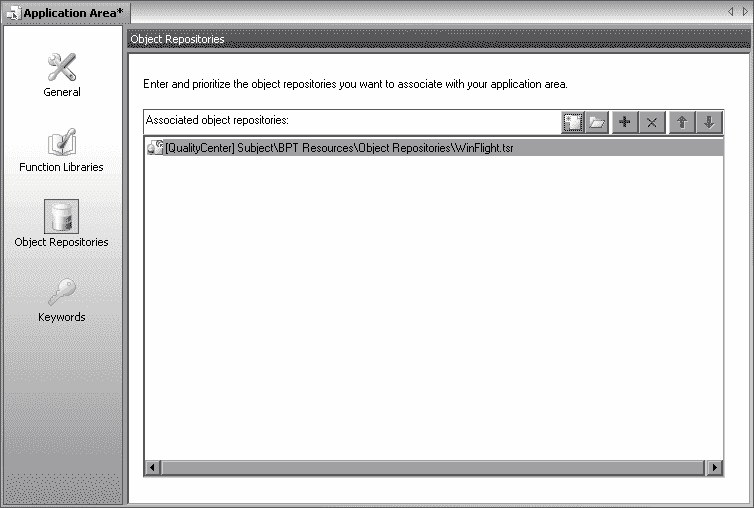 Application Area*
Object Repositories
General
Function Libraries
Object Repositories
Keywords
Enter and prioritize the object repositories you want to associate with your application area.
Associated object repositories:
[QualityCenter] Subject\BPT Resources\Object Repositories\WinFlight.tsr